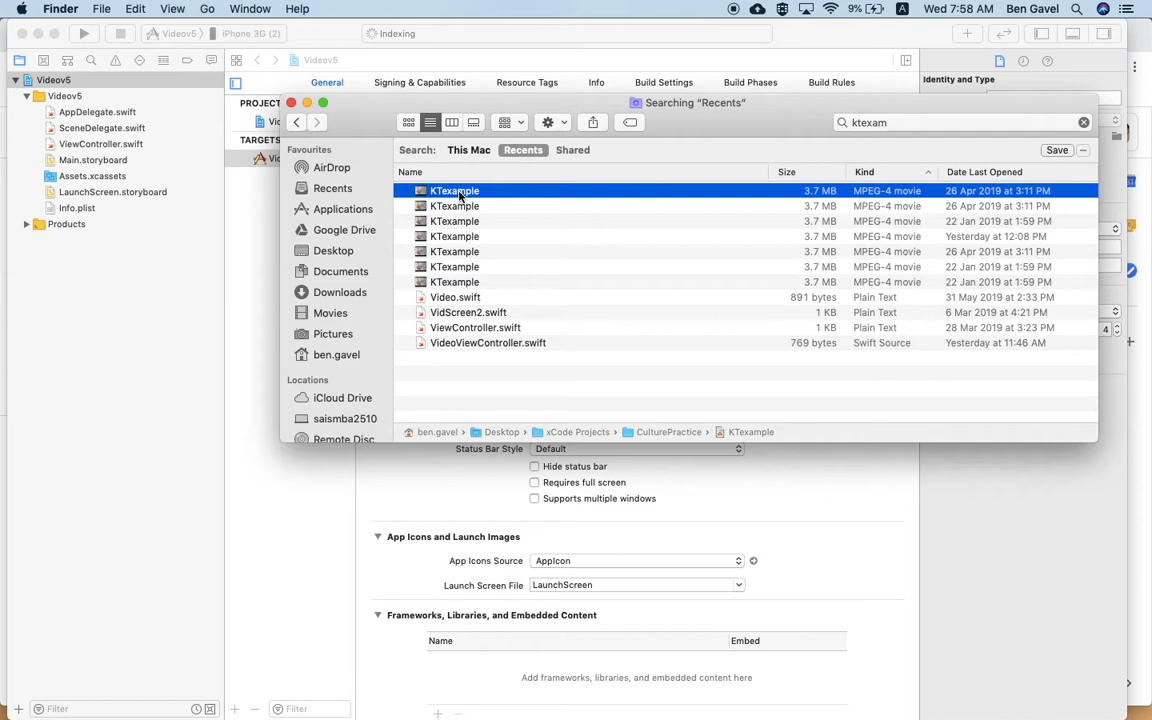 Finder File Edit View Go Window Help 9% A Wed 7:58 AM Ben Gavel
Videov5 iPhone 3G (2) Indexing
Videov5
Videov5 General Signing & Capabilities Resource Tags Info Build Settings Build Phases Build Rules Identity and Type
Videov5
AppDelegate.swift
SceneDelegate.swift
ViewController.swift
Main.storyboard
Assets.xcassets
LaunchScreen.storyboard
Info.plist
Products
PROJECT
TARGETS
Searching “Recents”
ktexam
Search: This Mac Recents Shared Save
Name Size Kind Date Last Opened
KTexample 3.7 MB MPEG-4 movie 26 Apr 2019 at 3:11 PM
KTexample 3.7 MB MPEG-4 movie 26 Apr 2019 at 3:11 PM
KTexample 3.7 MB MPEG-4 movie 22 Jan 2019 at 1:59 PM
KTexample 3.7 MB MPEG-4 movie Yesterday at 12:08 PM
KTexample 3.7 MB MPEG-4 movie 26 Apr 2019 at 3:11 PM
KTexample 3.7 MB MPEG-4 movie 22 Jan 2019 at 1:59 PM
KTexample 3.7 MB MPEG-4 movie 22 Jan 2019 at 1:59 PM
Video.swift 891 bytes Plain Text 31 May 2019 at 2:33 PM
VidScreen2.swift 1 KB Plain Text 6 Mar 2019 at 4:21 PM
ViewController.swift 1 KB Plain Text 28 Mar 2019 at 3:23 PM
VideoViewController.swift 769 bytes Swift Source Yesterday at 11:46 AM
Favourites
AirDrop
Recents
Applications
Google Drive
Desktop
Documents
Downloads
Movies
Pictures
ben.gavel
Locations
iCloud Drive
saismba2510
Remote Disc
ben.gavel › Desktop › xCode Projects › CulturePractice › KTexample
4
Status Bar Style Default
Hide status bar
Requires full screen
Supports multiple windows
App Icons and Launch Images
App Icons Source AppIcon
Launch Screen File LaunchScreen
Frameworks, Libraries, and Embedded Content
Name Embed
Add frameworks, libraries, and embedded content here
Filter Filter